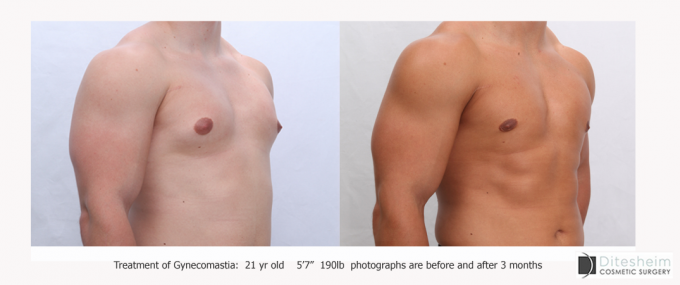 Treatment of Gynecomastia: 21 yr old 5'7" 190lb photographs are before and after 3 months
Ditesheim
COSMETIC SURGERY